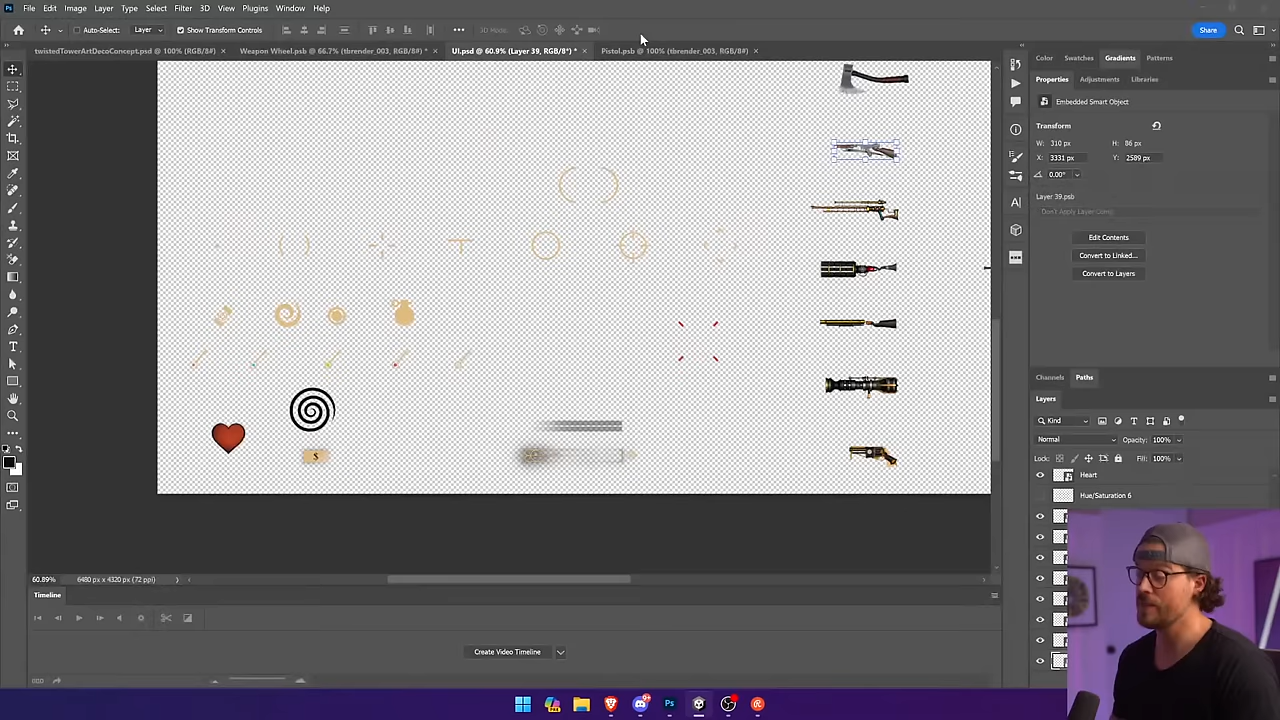 File Edit Image Layer Type Select Filter 3D View Plugins Window Help
Auto-Select: Layer Show Transform Controls 3D Mode: Share
twistedTowerArtDecoConcept.psd @ 100% (RGB/8#) × Weapon Wheel.psb @ 66.7% (tbrender_003, RGB/8#) * × UI.psd @ 60.9% (Layer 39, RGB/8*) * × Pistol.psb @ 100% (tbrender_003, RGB/8#) ×
Color Swatches Gradients Patterns
Properties Adjustments Libraries
Embedded Smart Object
Transform
W: 310 px H: 86 px
X: 3331 px Y: 2589 px
0.00°
Layer 39.psb
Don't Apply Layer Comp
Edit Contents
Convert to Linked...
Convert to Layers
Channels Paths
Layers
Kind
Normal Opacity: 100%
Lock: Fill: 100%
Heart
Hue/Saturation 6
$
60.89% 6480 px x 4320 px (72 ppi)
Timeline
Create Video Timeline